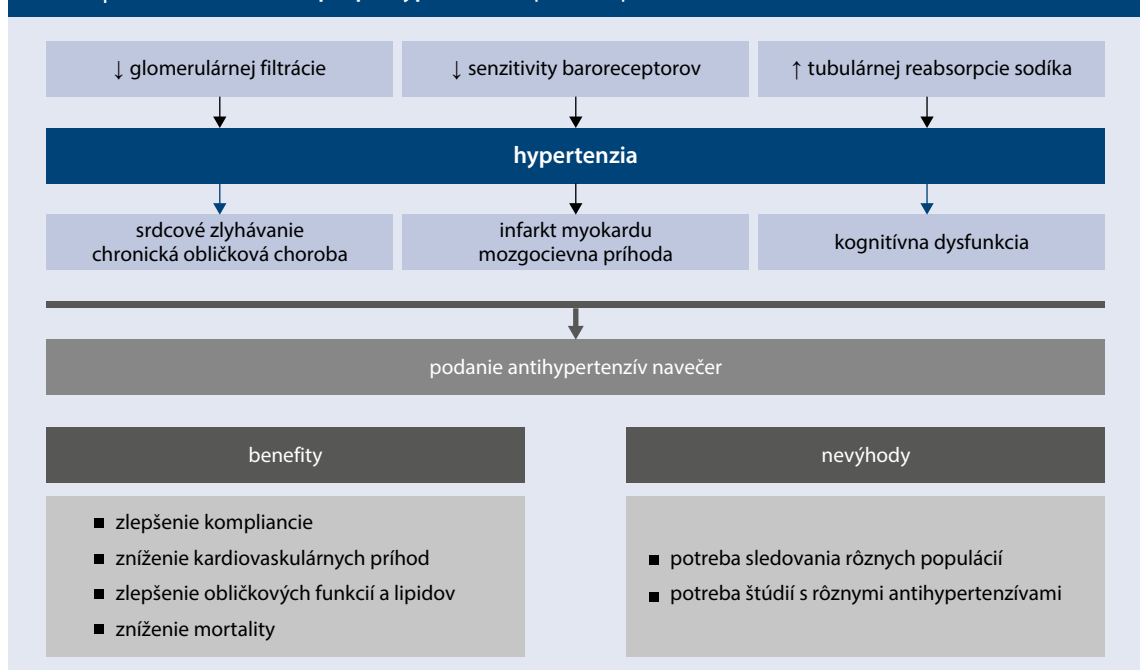 ↓ glomerulárnej filtrácie
↓ senzitivity baroreceptorov
↑ tubulárnej reabsorpcie sodíka
hypertenzia
srdcové zlyhávanie
chronická obličková choroba
infarkt myokardu
mozgocievna príhoda
kognitívna dysfunkcia
podanie antihypertenzív navečer
benefity
■ zlepšenie kompliancie
■ zníženie kardiovaskulárnych príhod
■ zlepšenie obličkových funkcií a lipidov
■ zníženie mortality
nevýhody
■ potreba sledovania rôznych populácií
■ potreba štúdií s rôznymi antihypertenzívami